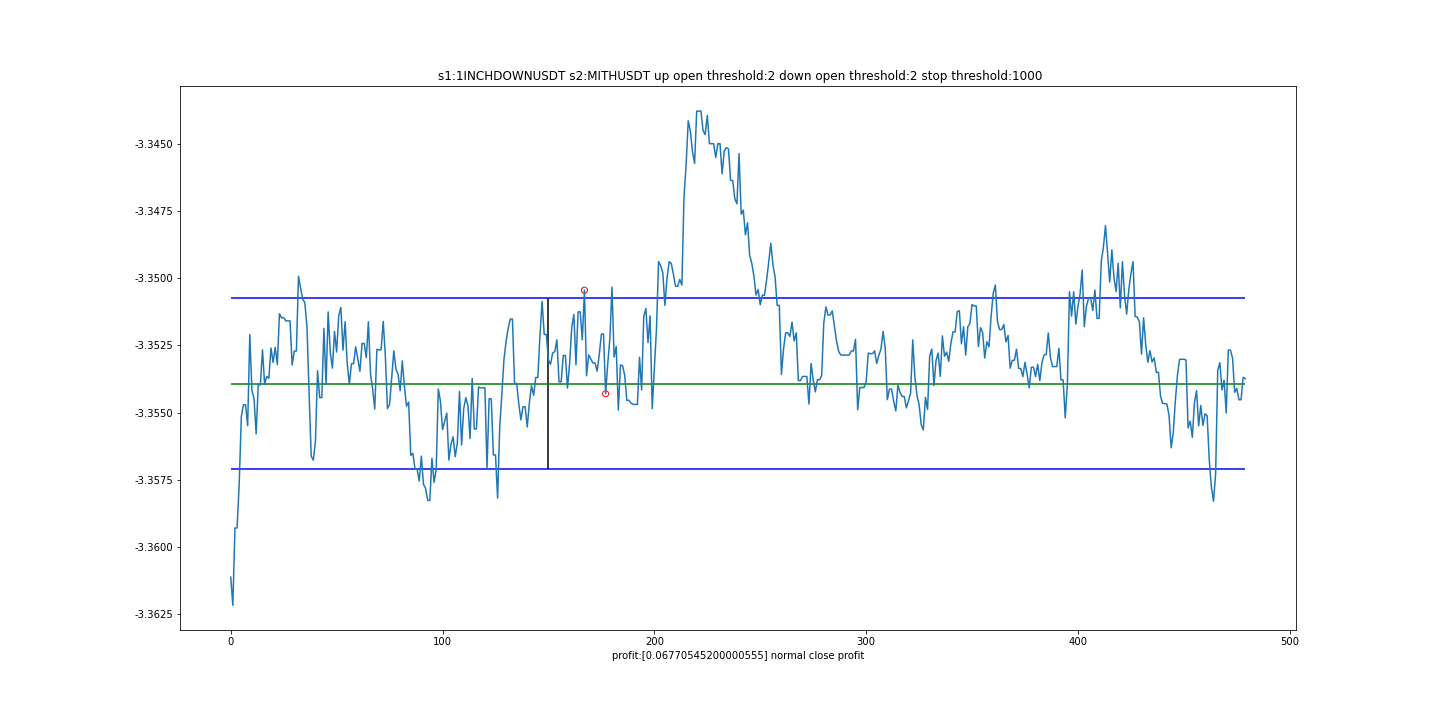 s1:1INCHDOWNUSDT s2:MITHUSDT up open threshold:2 down open threshold:2 stop threshold:1000
-3.3450
-3.3475
-3.3500
-3.3525
-3.3550
-3.3575
-3.3600
-3.3625
0 100 200 300 400 500
profit:[0.06770545200000555] normal close profit